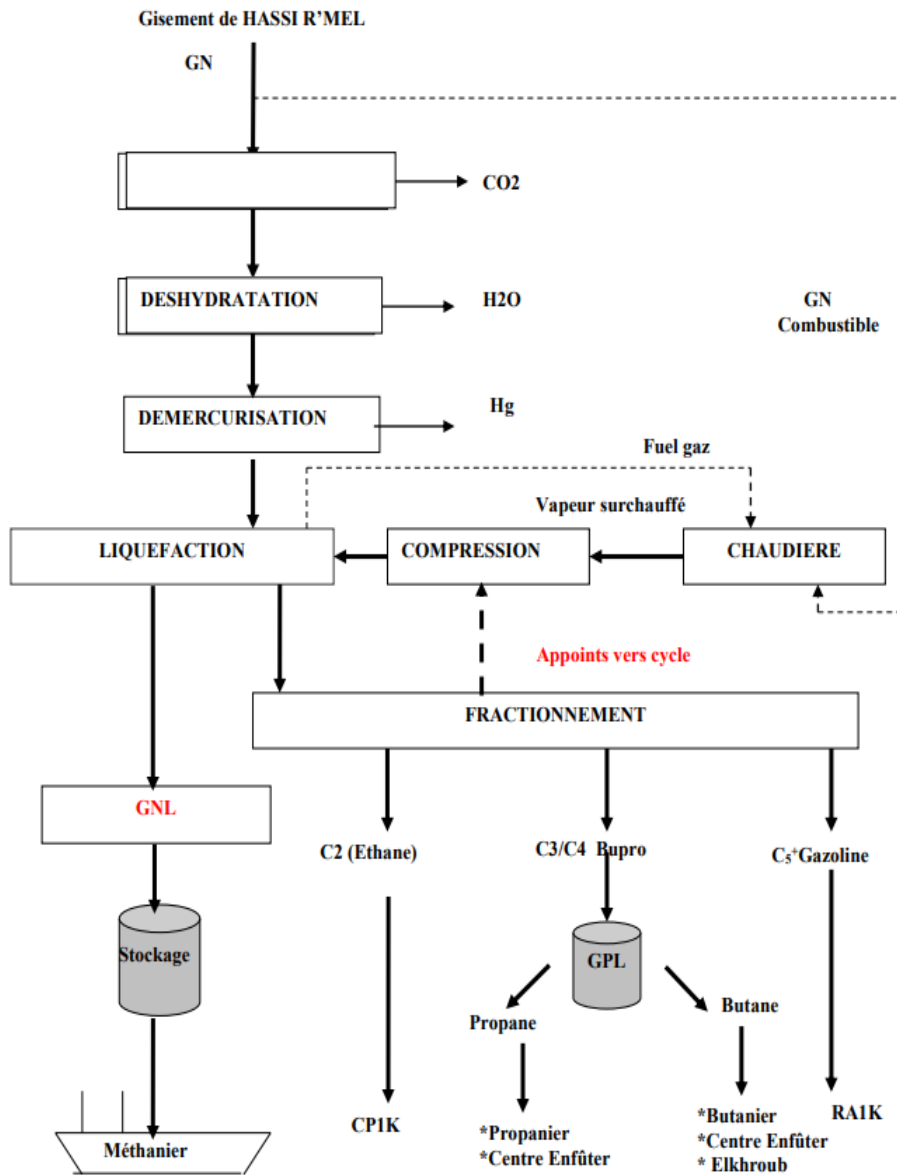 Gisement de HASSI R'MEL
GN
CO2
DESHYDRATATION
H2O
GN
Combustible
DEMERCURISATION
Hg
Fuel gaz
Vapeur surchauffé
LIQUEFACTION
COMPRESSION
CHAUDIERE
Appoints vers cycle
FRACTIONNEMENT
GNL
C2 (Ethane)
C3/C4 Bupro
C₅⁺Gazoline
Stockage
GPL
Propane
Butane
CP1K
*Propanier
*Centre Enfûter
*Butanier
*Centre Enfûter
* Elkhroub
RA1K
Méthanier